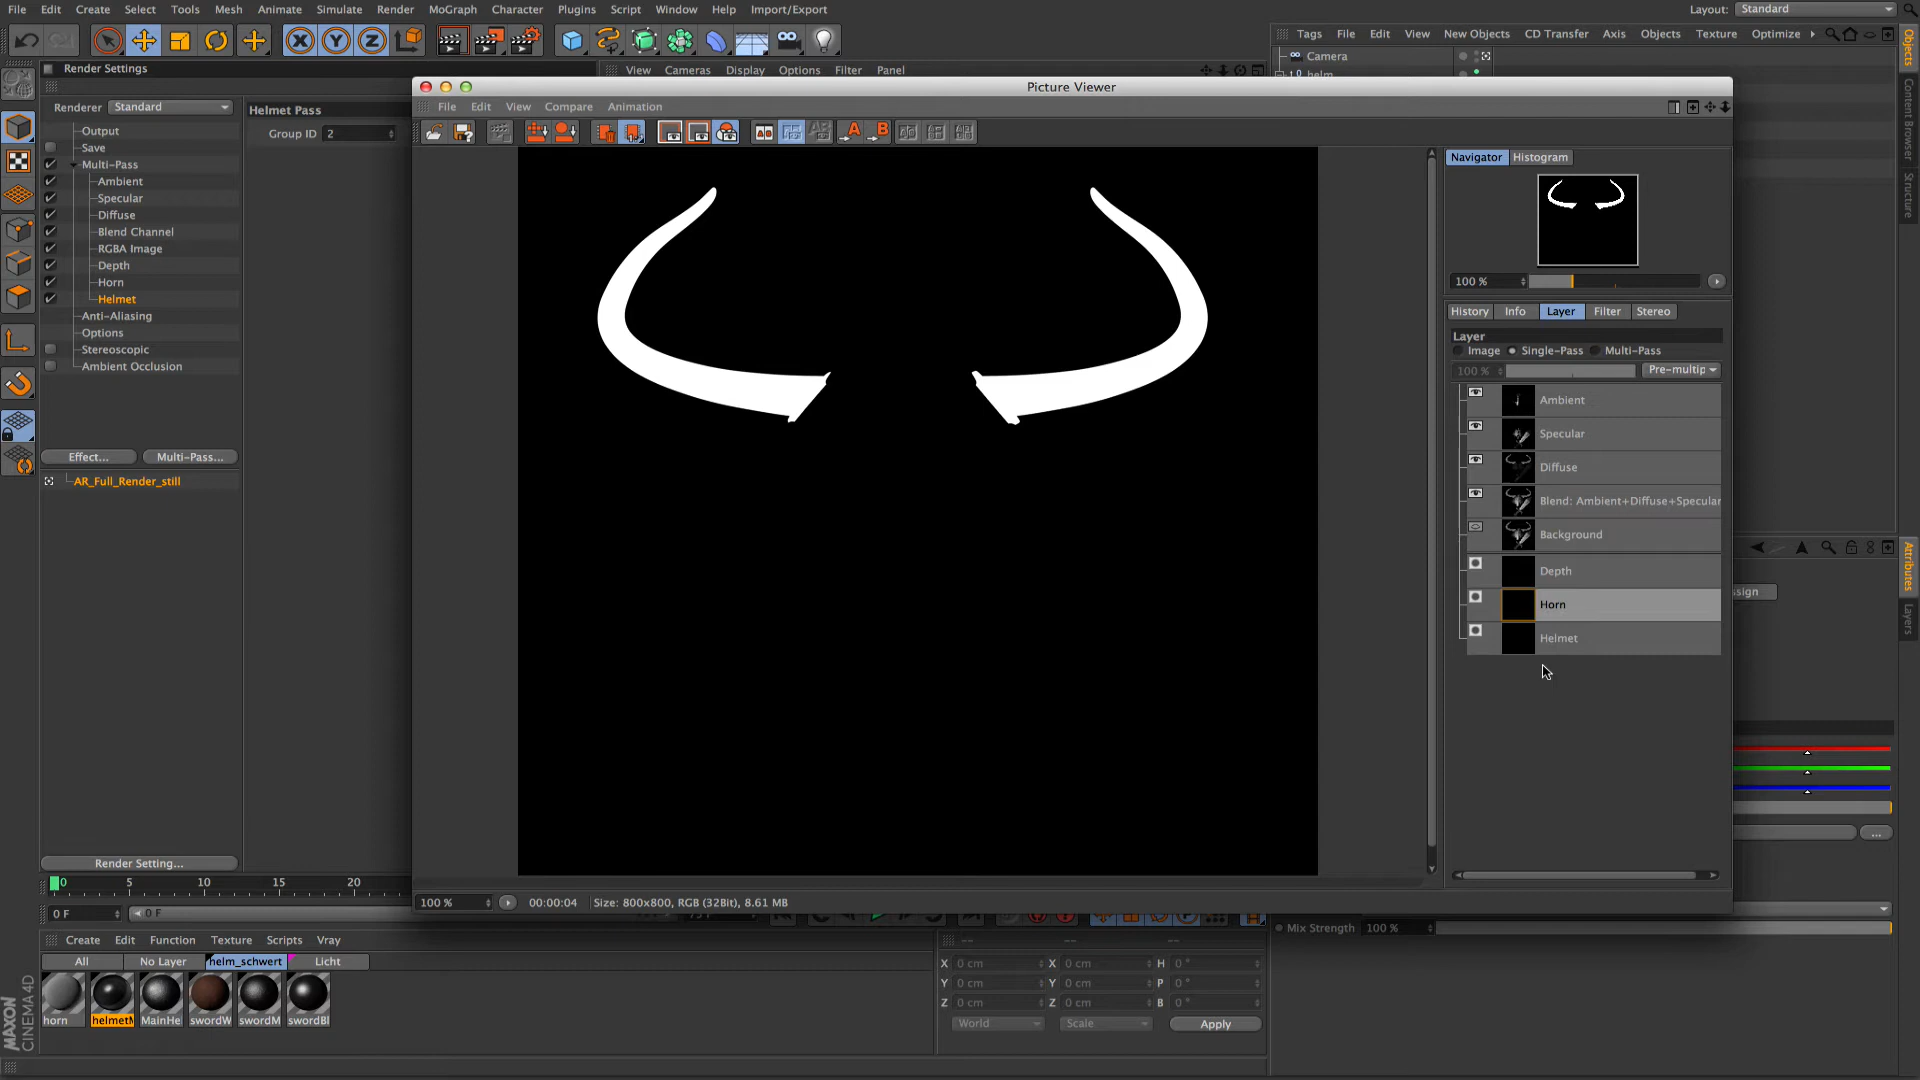 File Edit Create Select Tools Mesh Animate Simulate Render MoGraph Character Plugins Script Window Help Import/Export Layout: Standard
Tags File Edit View New Objects CD Transfer Axis Objects Texture Optimize
Render Settings
View Cameras Display Options Filter Panel
Camera
helm
Renderer Standard
Helmet Pass
Group ID 2
Output
Save
Multi-Pass
Ambient
Specular
Diffuse
Blend Channel
RGBA Image
Depth
Horn
Helmet
Anti-Aliasing
Options
Stereoscopic
Ambient Occlusion
Effect... Multi-Pass...
AR_Full_Render_still
Render Setting...
Picture Viewer
File Edit View Compare Animation
Navigator Histogram
100 %
History Info Layer Filter Stereo
Layer
Image Single-Pass Multi-Pass
100 % Pre-multip
Ambient
Specular
Diffuse
Blend: Ambient+Diffuse+Specular
Background
Depth
Horn
Helmet
100 % 00:00:04 Size: 800x800, RGB (32Bit), 8.61 MB
Objects
Content Browser
Structure
Attributes
Layers
sign
...
Mix Strength 100 %
0 5 10 15 20
0 F 0 F
Create Edit Function Texture Scripts Vray
All No Layer helm_schwert Licht
horn helmetM MainHe swordW swordM swordBl
-- -- --
X 0 cm X 0 cm H 0 °
Y 0 cm Y 0 cm P 0 °
Z 0 cm Z 0 cm B 0 °
World Scale Apply
MAXON
CINEMA 4D